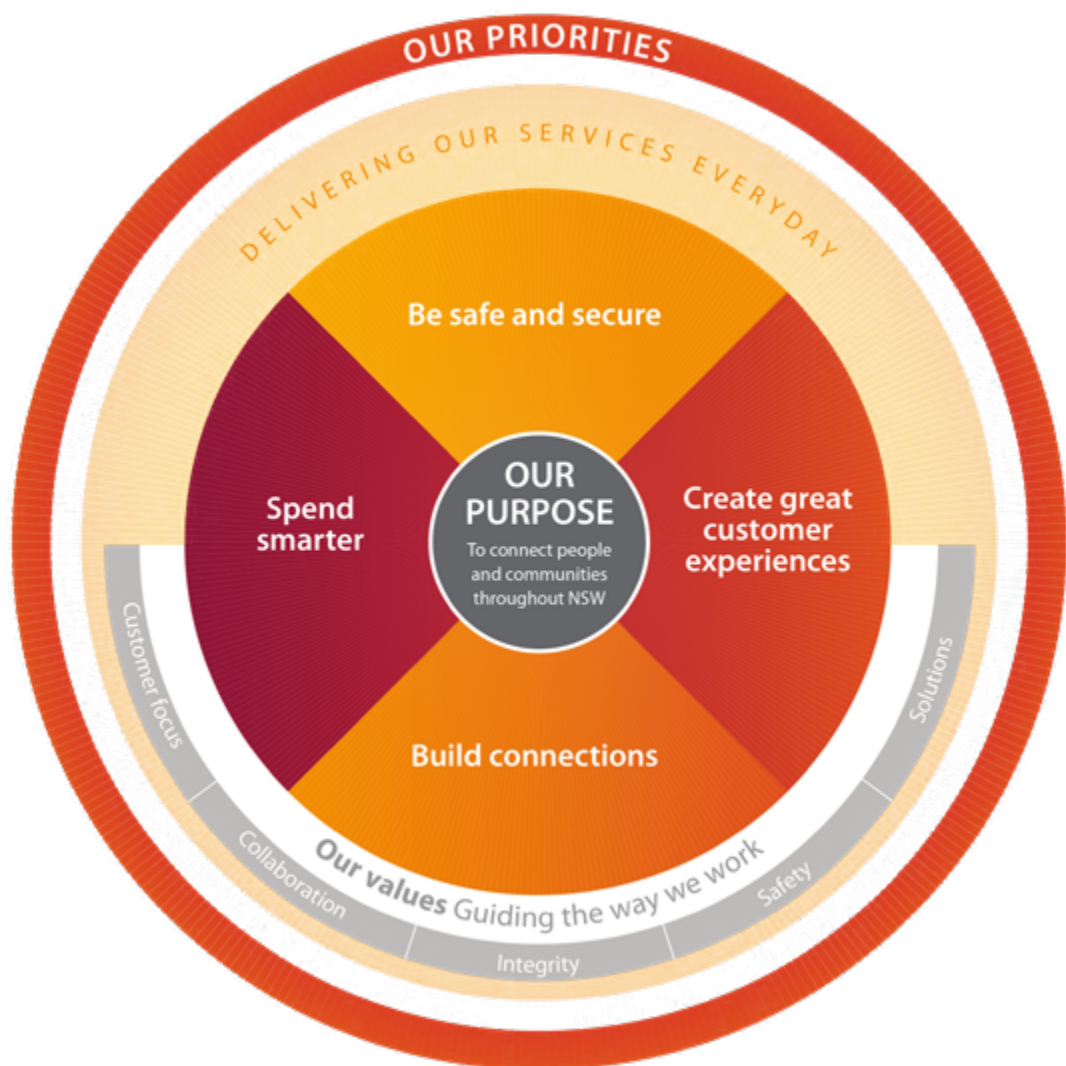 OUR PRIORITIES
DELIVERING OUR SERVICES EVERYDAY
Be safe and secure
Spend
smarter
OUR
PURPOSE
To connect people
and communities
throughout NSW
Create great
customer
experiences
Build connections
Our values Guiding the way we work
Customer focus
Collaboration
Integrity
Safety
Solutions